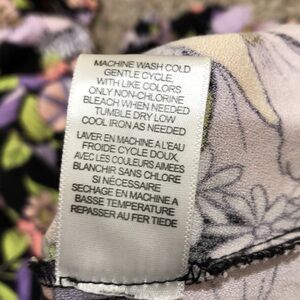 MACHINE WASH COLD
GENTLE CYCLE,
WITH LIKE COLORS
ONLY NON-CHLORINE
BLEACH WHEN NEEDED
TUMBLE DRY LOW
COOL IRON AS NEEDED
LAVER EN MACHINE A L'EAU
FROIDE CYCLE DOUX,
AVEC LES COULEURS AIMEES
BLANCHIR SANS CHLORE
SI NÉCESSAIRE
SECHAGE EN MACHINE A
BASSE TEMPERATURE
REPASSER AU FER TIEDE